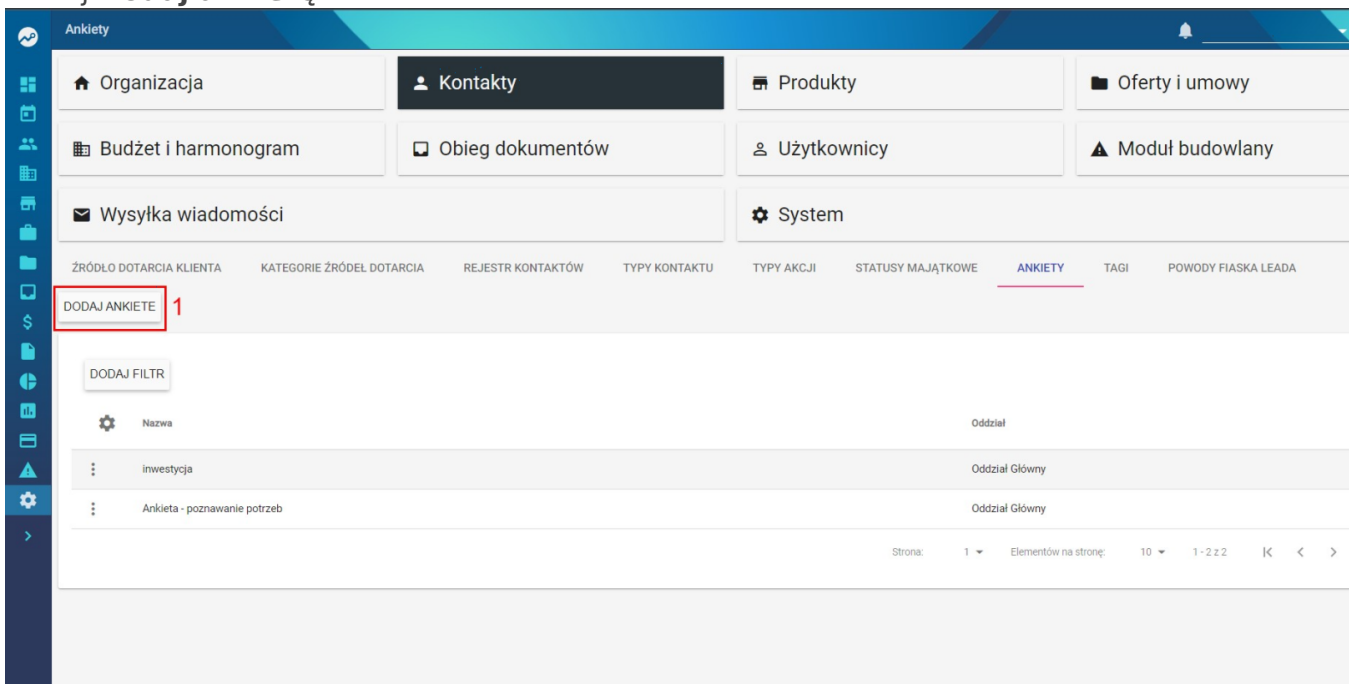 Ankiety
Organizacja Kontakty Produkty Oferty i umowy
Budżet i harmonogram Obieg dokumentów Użytkownicy Moduł budowlany
Wysyłka wiadomości System
ŹRÓDŁO DOTARCIA KLIENTA KATEGORIE ŹRÓDEŁ DOTARCIA REJESTR KONTAKTÓW TYPY KONTAKTU TYPY AKCJI STATUSY MAJĄTKOWE ANKIETY TAGI POWODY FIASKA LEADA
DODAJ ANKIETE 1
DODAJ FILTR
Nazwa Oddział
inwestycja Oddział Główny
Ankieta - poznawanie potrzeb Oddział Główny
Strona: 1 Elementów na stronę: 10 1 - 2 z 2